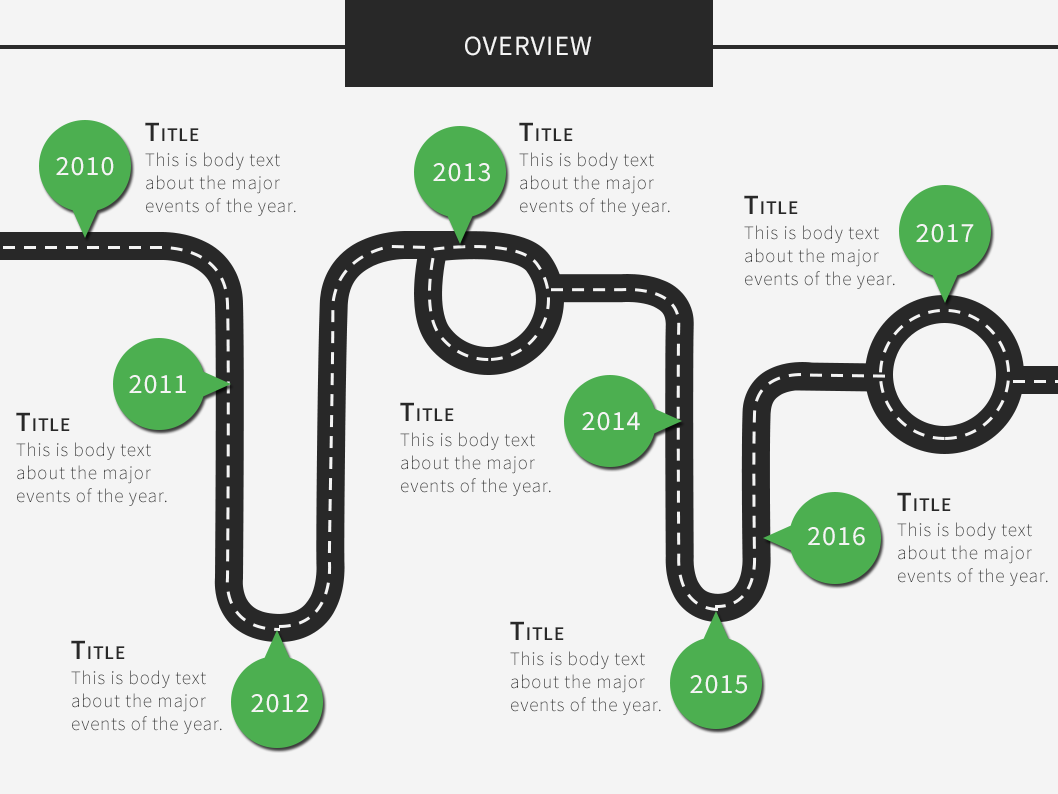 OVERVIEW
2010
Title
This is body text
about the major
events of the year.
2011
Title
This is body text
about the major
events of the year.
2012
Title
This is body text
about the major
events of the year.
2013
Title
This is body text
about the major
events of the year.
2014
Title
This is body text
about the major
events of the year.
2015
Title
This is body text
about the major
events of the year.
2016
Title
This is body text
about the major
events of the year.
2017
Title
This is body text
about the major
events of the year.